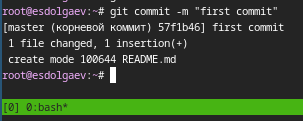 root@esdolgaev:~# git commit -m "first commit"
[master (корневой коммит) 57f1b46] first commit
1 file changed, 1 insertion(+)
create mode 100644 README.md
root@esdolgaev:~#
[0] 0:bash*